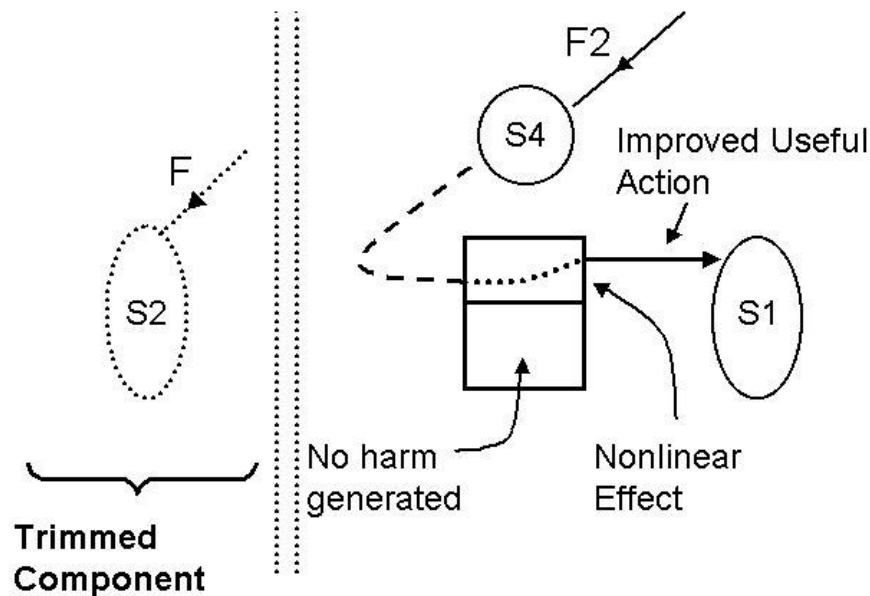 F2
S4
Improved Useful
Action
F
S2
S1
No harm
generated
Nonlinear
Effect
Trimmed
Component